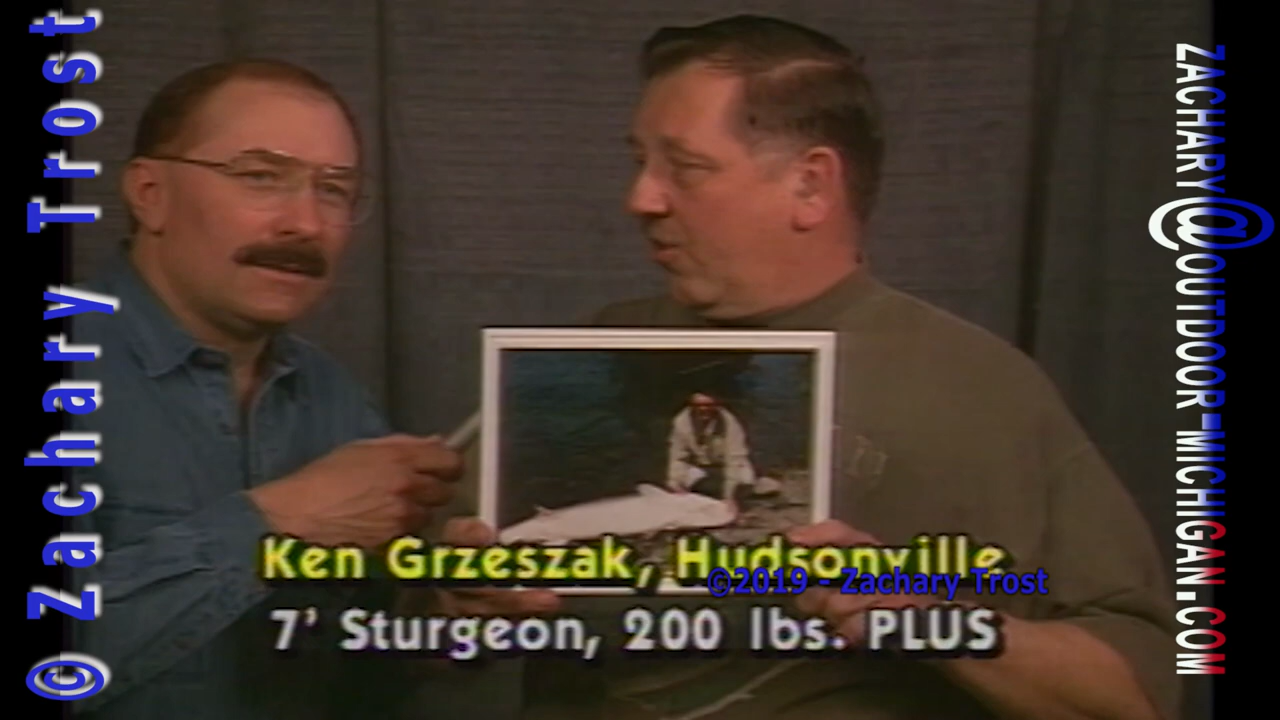 © Zachary Trost
Ken Grzeszak, Hudsonville
©2019 - Zachary Trost
7' Sturgeon, 200 lbs. PLUS
ZACHARY@OUTDOOR-MICHIGAN.COM